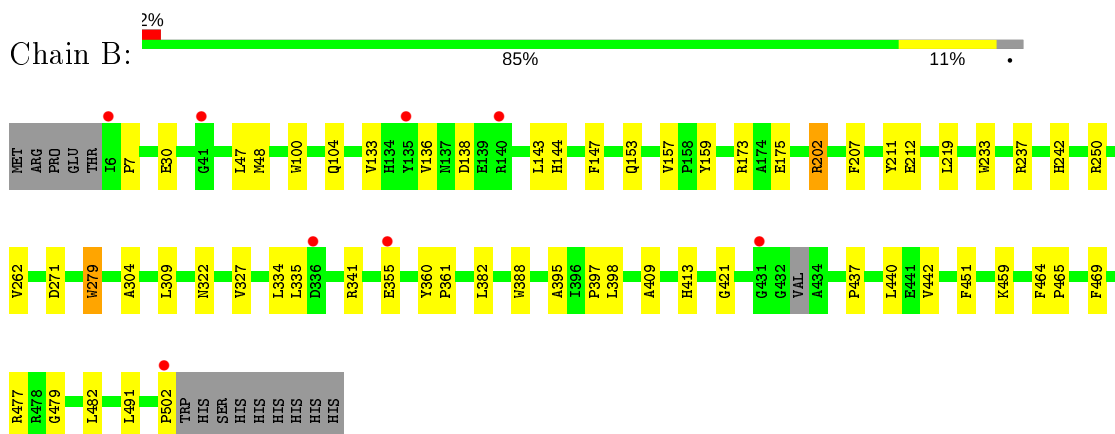 2%
Chain B:
85% 11% •
MET ARG PRO GLU THR I6 P7 E30 G41 L47 M48 W100 Q104 V133 H134 Y135 V136 N137 D138 E139 R140 L143 H144 F147 Q153 V157 P158 Y159 R173 A174 E175 R202 F207 Y211 E212 L219 W233 R237 H242 R250
V262 D271 W279 A304 L309 N322 V327 L334 L335 D336 R341 E355 Y360 P361 L382 W388 A395 I396 P397 L398 A409 H413 G421 G431 G432 VAL A434 P437 L440 E441 V442 F451 K459 F464 P465 F469
R477 R478 G479 L482 L491 P502 TRP HIS SER HIS HIS HIS HIS HIS HIS